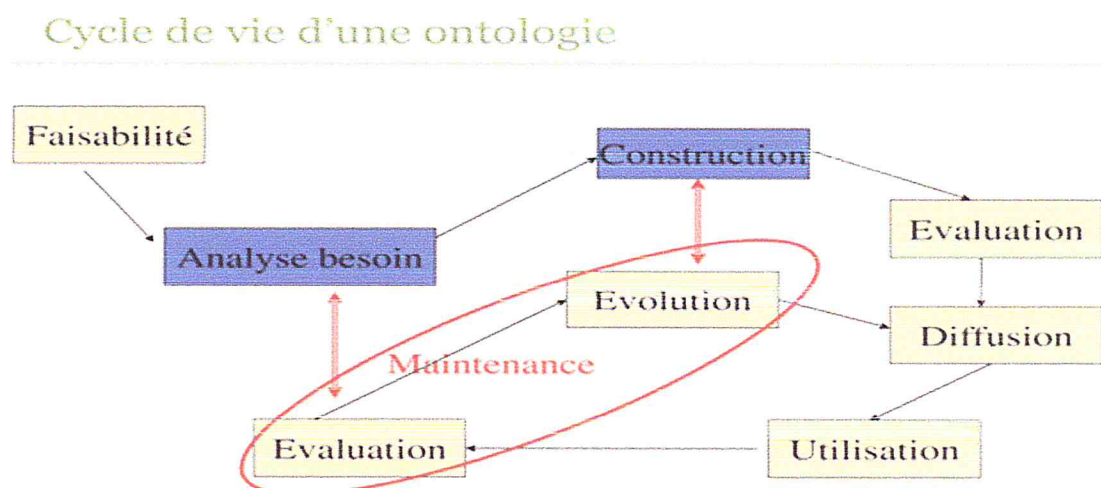 Cycle de vie d'une ontologie
Faisabilité
Construction
Analyse besoin
Evaluation
Evolution
Diffusion
Maintenance
Evaluation
Utilisation